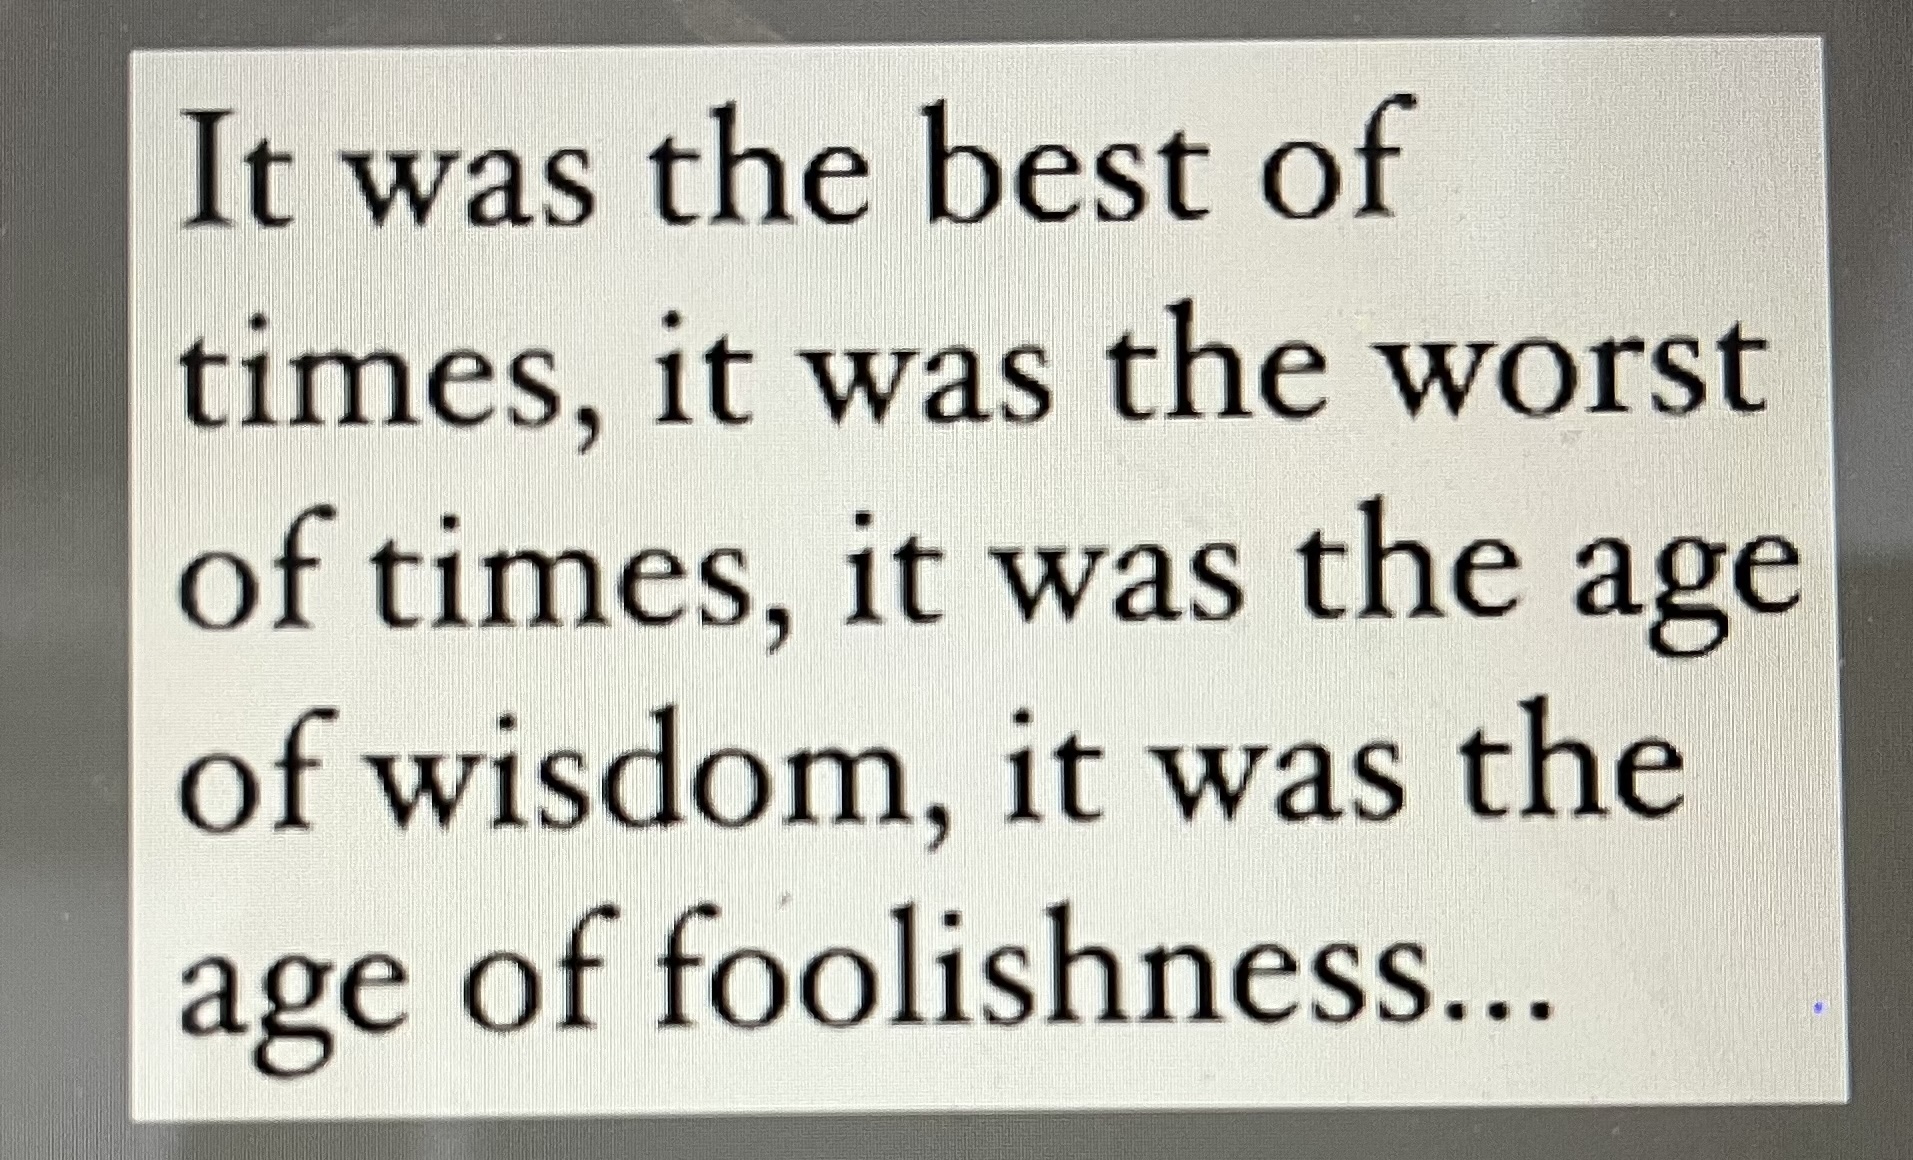 It was the best of
times, it was the worst
of times, it was the age
of wisdom, it was the
age of foolishness...